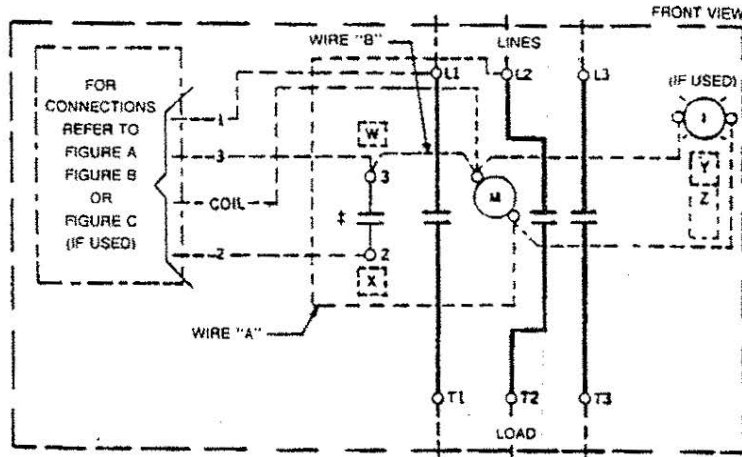 FRONT VIEW
WIRE "B"
LINES
FOR
CONNECTIONS
REFER TO
FIGURE A
FIGURE B
OR
FIGURE C
(IF USED)
L1
L2
L3
(IF USED)
1
W
3
3
M
Y
Z
COIL
‡
2
2
X
WIRE "A"
T1
T2
T3
LOAD